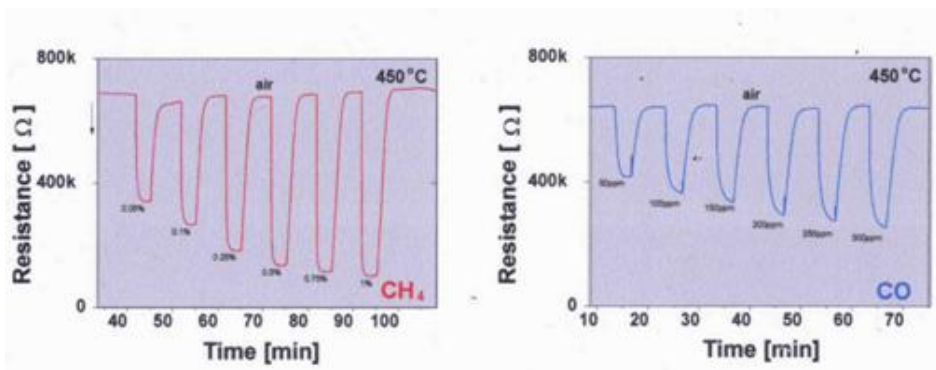 800k
air
450°C
Resistance [Ω]
400k
0.05%
0.1%
0.25%
0.5%
0.75%
1%
CH₄
0
40 50 60 70 80 90 100
Time [min]
800k
air
450°C
Resistance [Ω]
400k
50ppm
100ppm
150ppm
200ppm
250ppm
300ppm
CO
0
10 20 30 40 50 60 70
Time [min]